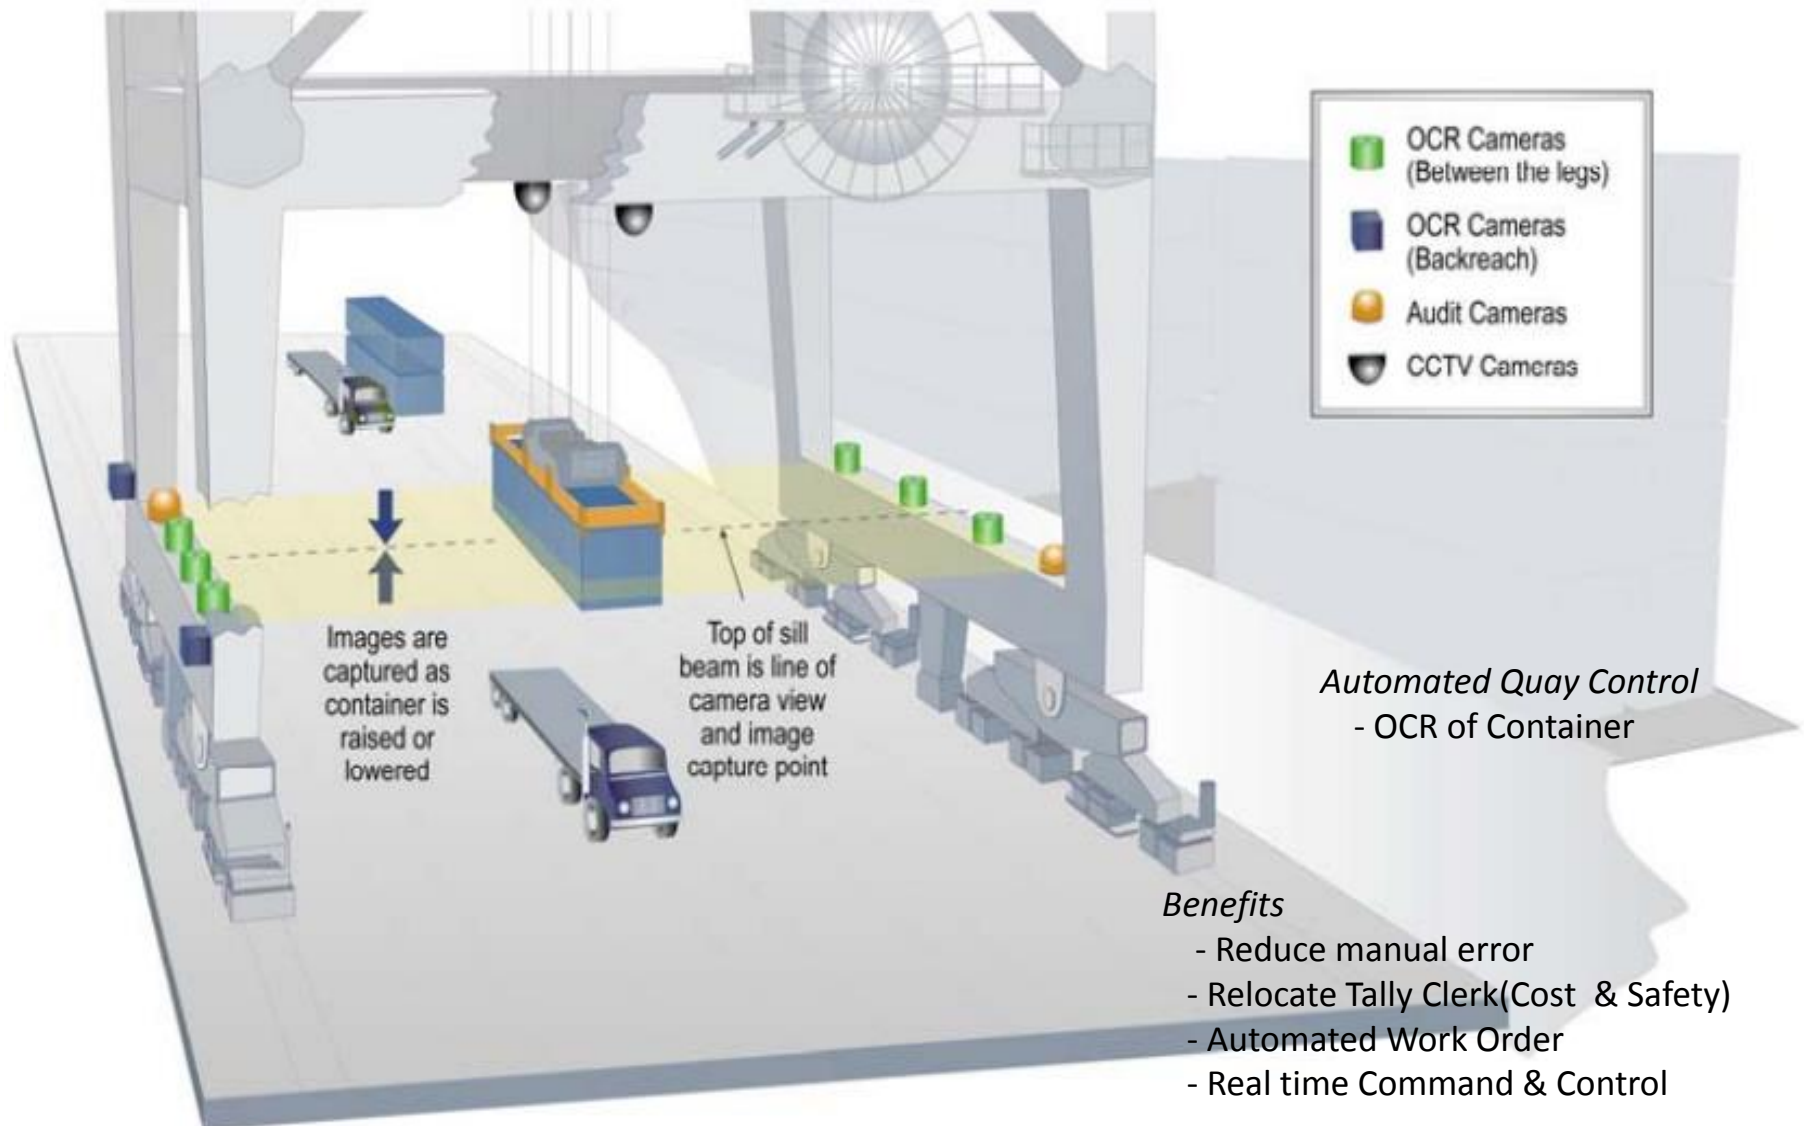 OCR Cameras
(Between the legs)
OCR Cameras
(Backreach)
Audit Cameras
CCTV Cameras
Images are
captured as
container is
raised or
lowered
Top of sill
beam is line of
camera view
and image
capture point
Automated Quay Control
- OCR of Container
Benefits
- Reduce manual error
- Relocate Tally Clerk(Cost & Safety)
- Automated Work Order
- Real time Command & Control